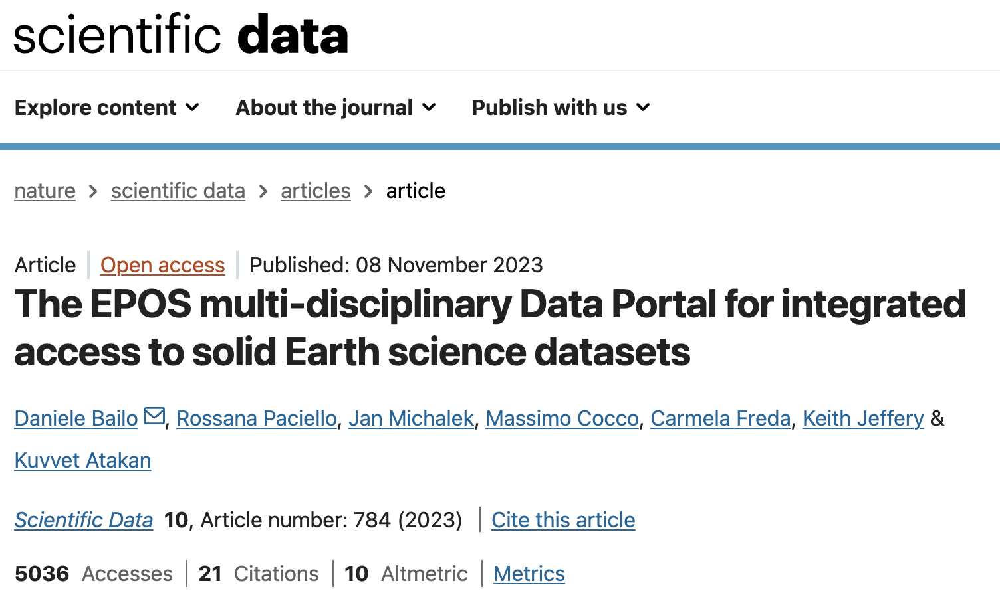 scientific data
Explore content About the journal Publish with us
nature > scientific data > articles > article
Article | Open access | Published: 08 November 2023
The EPOS multi-disciplinary Data Portal for integrated
access to solid Earth science datasets
Daniele Bailo, Rossana Paciello, Jan Michalek, Massimo Cocco, Carmela Freda, Keith Jeffery &
Kuvvet Atakan
Scientific Data 10, Article number: 784 (2023) | Cite this article
5036 Accesses | 21 Citations | 10 Altmetric | Metrics